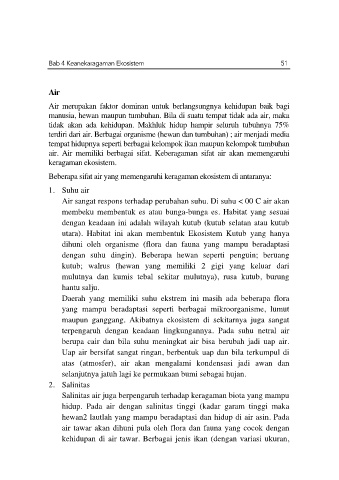 Bab 4 Keanekaragaman Ekosistem 51
Air
Air merupakan faktor dominan untuk berlangsungnya kehidupan baik bagi
manusia, hewan maupun tumbuhan. Bila di suatu tempat tidak ada air, maka
tidak akan ada kehidupan. Makhluk hidup hampir seluruh tubuhnya 75%
terdiri dari air. Berbagai organisme (hewan dan tumbuhan) ; air menjadi media
tempat hidupnya seperti berbagai kelompok ikan maupun kelompok tumbuhan
air. Air memiliki berbagai sifat. Keberagaman sifat air akan memengaruhi
keragaman ekosistem.
Beberapa sifat air yang memengaruhi keragaman ekosistem di antaranya:
1. Suhu air
Air sangat respons terhadap perubahan suhu. Di suhu < 00 C air akan
membeku membentuk es atau bunga-bunga es. Habitat yang sesuai
dengan keadaan ini adalah wilayah kutub (kutub selatan atau kutub
utara). Habitat ini akan membentuk Ekosistem Kutub yang hanya
dihuni oleh organisme (flora dan fauna yang mampu beradaptasi
dengan suhu dingin). Beberapa hewan seperti penguin; beruang
kutub; walrus (hewan yang memiliki 2 gigi yang keluar dari
mulutnya dan kumis tebal sekitar mulutnya), rusa kutub, burung
hantu salju.
Daerah yang memiliki suhu ekstrem ini masih ada beberapa flora
yang mampu beradaptasi seperti berbagai mikroorganisme, lumut
maupun ganggang. Akibatnya ekosistem di sekitarnya juga sangat
terpengaruh dengan keadaan lingkungannya. Pada suhu netral air
berupa cair dan bila suhu meningkat air bisa berubah jadi uap air.
Uap air bersifat sangat ringan, berbentuk uap dan bila terkumpul di
atas (atmosfer), air akan mengalami kondensasi jadi awan dan
selanjutnya jatuh lagi ke permukaan bumi sebagai hujan.
2. Salinitas
Salinitas air juga berpengaruh terhadap keragaman biota yang mampu
hidup. Pada air dengan salinitas tinggi (kadar garam tinggi maka
hewan2 lautlah yang mampu beradaptasi dan hidup di air asin. Pada
air tawar akan dihuni pula oleh flora dan fauna yang cocok dengan
kehidupan di air tawar. Berbagai jenis ikan (dengan variasi ukuran,